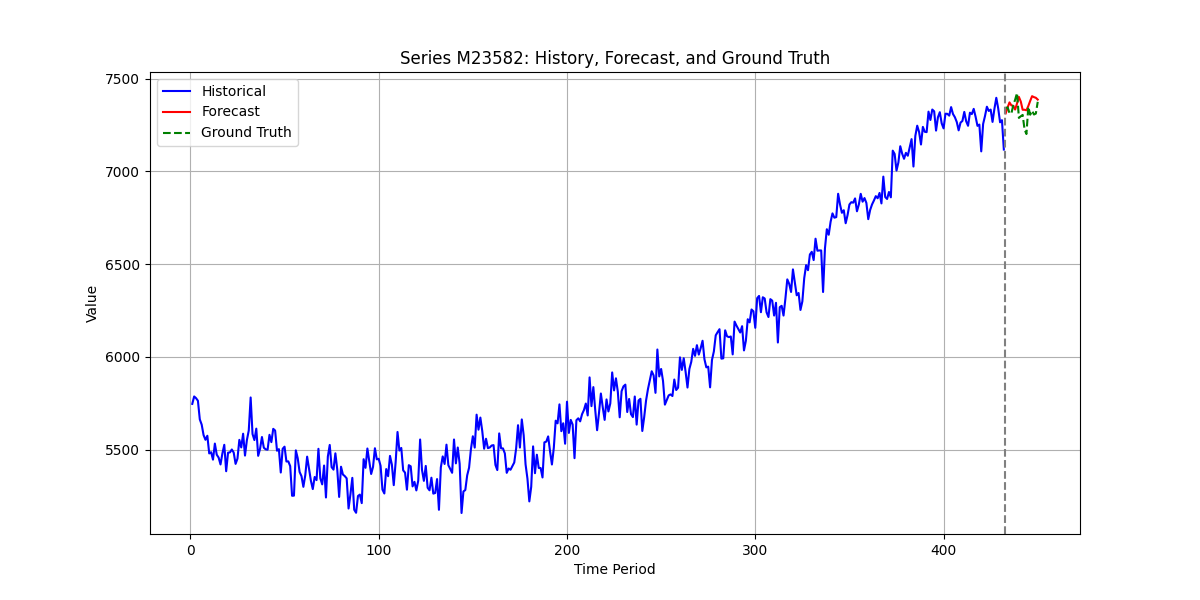 Series M23582: History, Forecast, and Ground Truth
7500
7000
6500
6000
5500
Value
Historical
Forecast
Ground Truth
0 100 200 300 400
Time Period